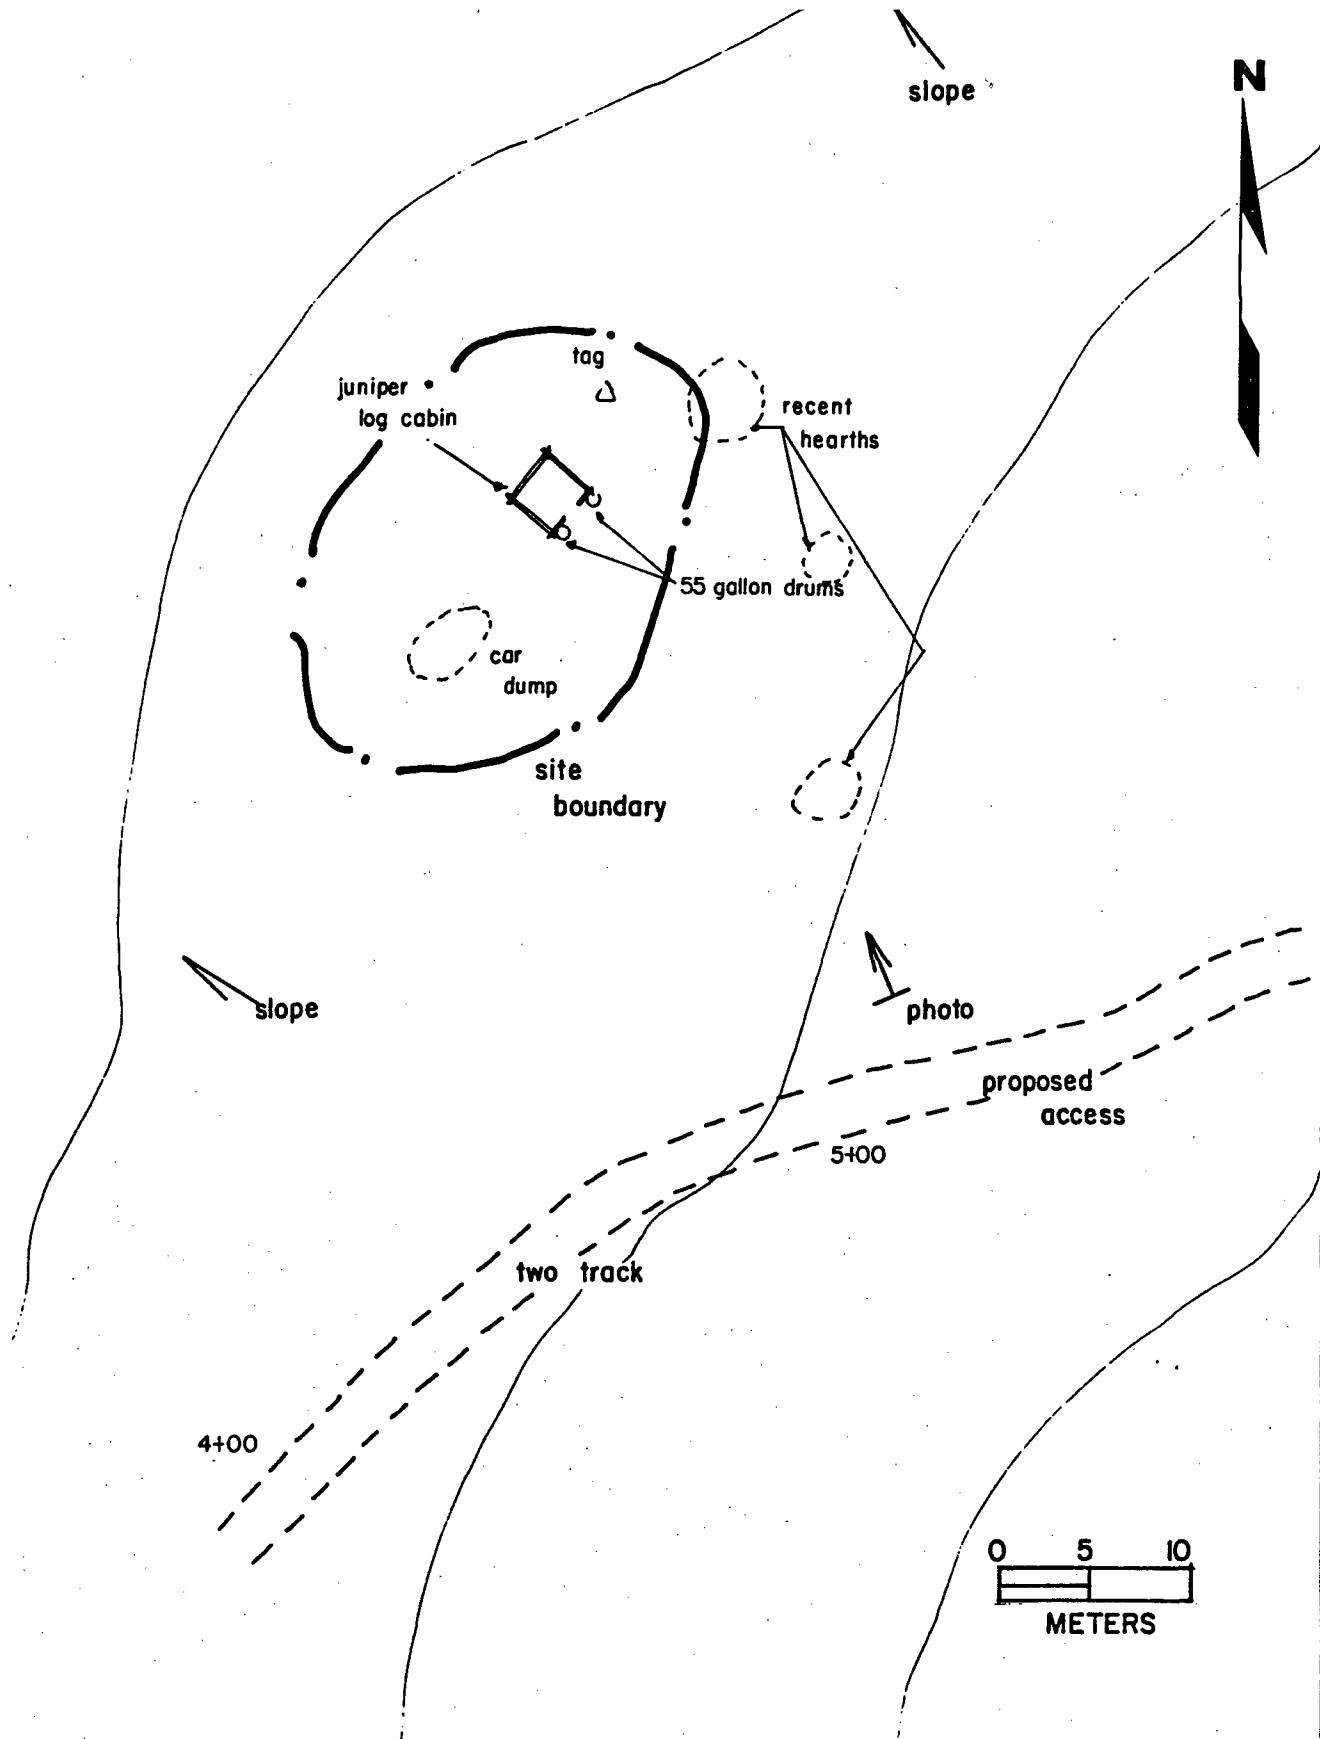 slope
N
tag
juniper
log cabin
recent
hearths
55 gallon drums
car
dump
site
boundary
slope
photo
proposed
access
5+00
two track
4+00
0 5 10
METERS